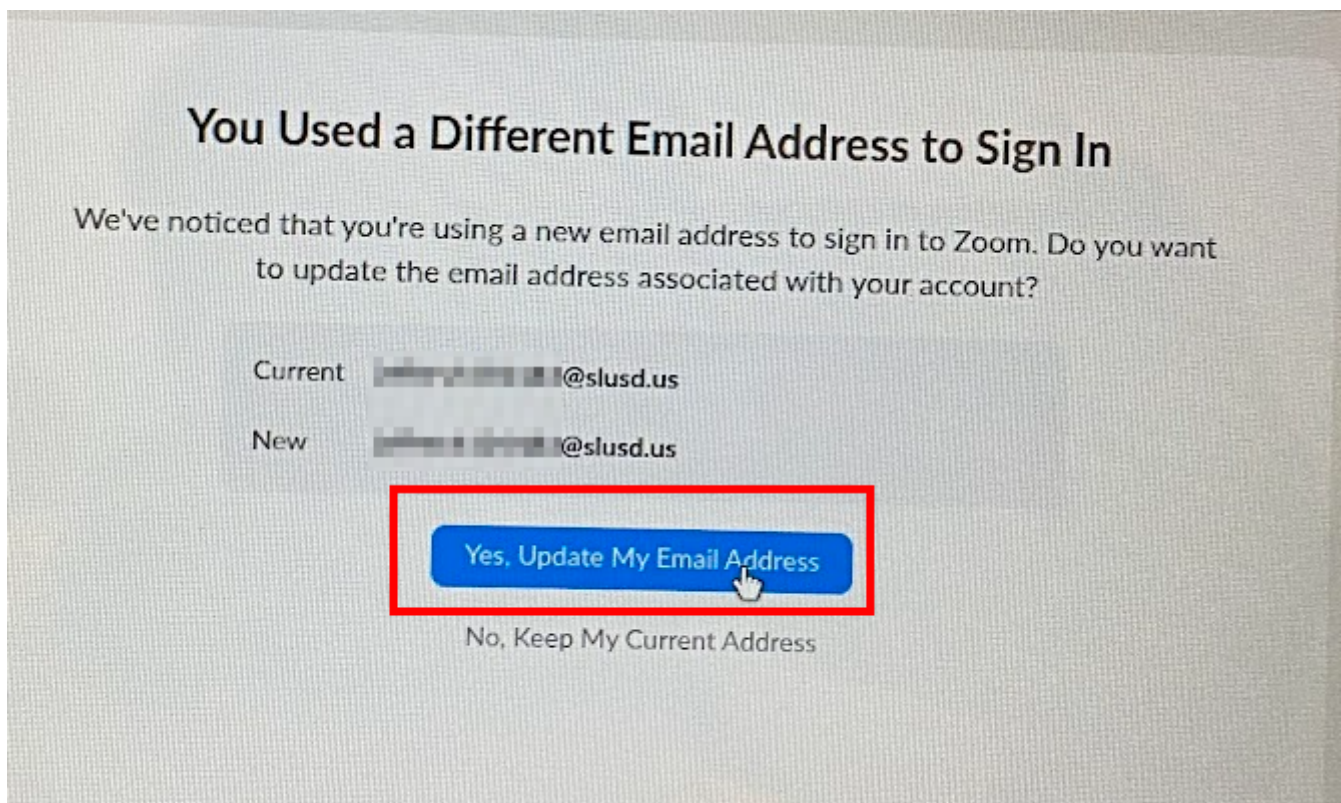 You Used a Different Email Address to Sign In
We've noticed that you're using a new email address to sign in to Zoom. Do you want
to update the email address associated with your account?
Current @slusd.us
New @slusd.us
Yes, Update My Email Address
No, Keep My Current Address